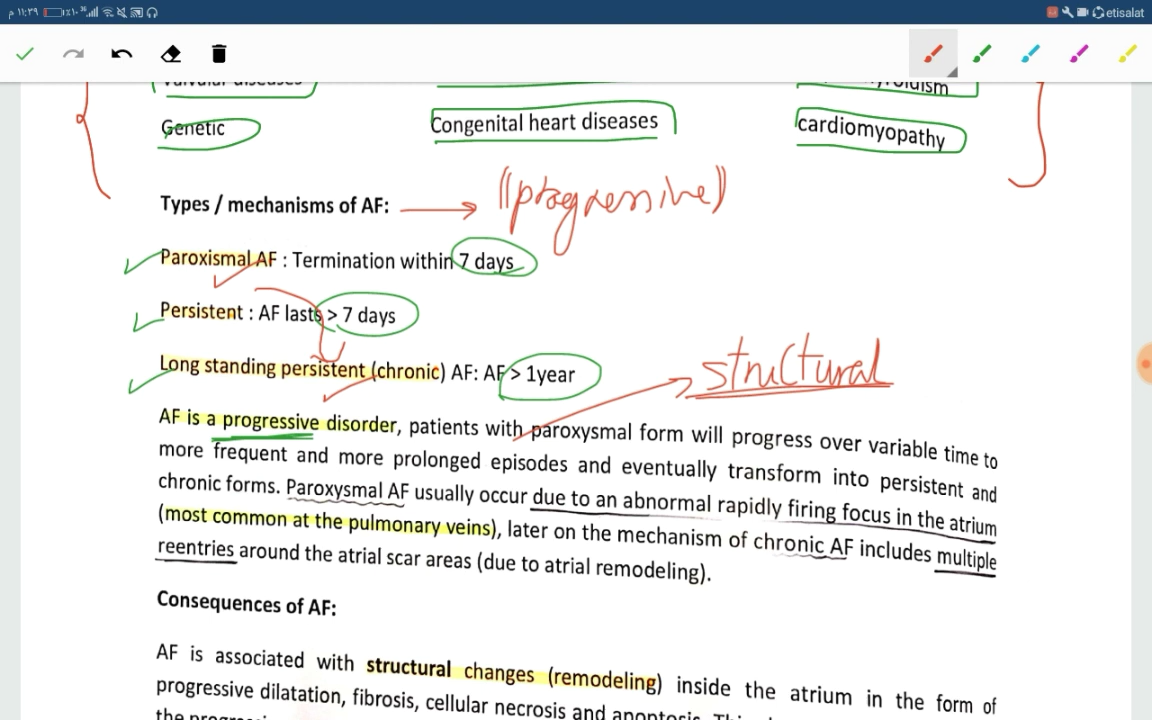 م ١١:٣٩
٪١٠
etisalat
Genetic
Congenital heart diseases
cardiomyopathy
Types / mechanisms of AF:
((progressive))
Paroxismal AF : Termination within 7 days
Persistent : AF lasts > 7 days
Long standing persistent (chronic) AF: AF > 1year
structural
AF is a progressive disorder, patients with paroxysmal form will progress over variable time to
more frequent and more prolonged episodes and eventually transform into persistent and
chronic forms. Paroxysmal AF usually occur due to an abnormal rapidly firing focus in the atrium
(most common at the pulmonary veins), later on the mechanism of chronic AF includes multiple
reentries around the atrial scar areas (due to atrial remodeling).
Consequences of AF:
AF is associated with structural changes (remodeling) inside the atrium in the form of
progressive dilatation, fibrosis, cellular necrosis and apoptosis.